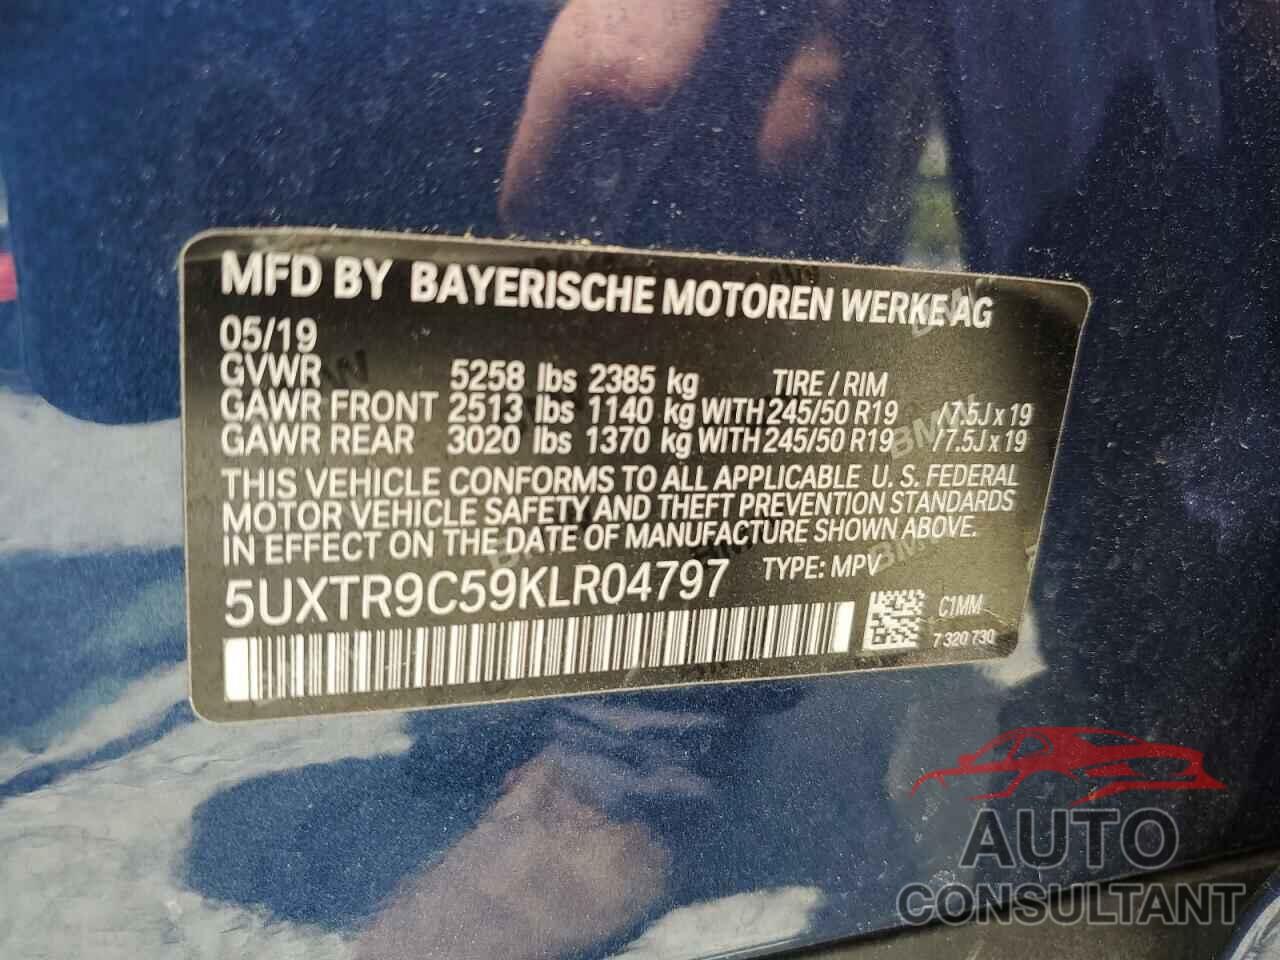 MFD BY BAYERISCHE MOTOREN WERKE AG
05/19
GVWR 5258 lbs 2385 kg TIRE / RIM
GAWR FRONT 2513 lbs 1140 kg WITH 245/50 R19 /7.5J x 19
GAWR REAR 3020 lbs 1370 kg WITH 245/50 R19 /7.5J x 19
THIS VEHICLE CONFORMS TO ALL APPLICABLE U. S. FEDERAL
MOTOR VEHICLE SAFETY AND THEFT PREVENTION STANDARDS
IN EFFECT ON THE DATE OF MANUFACTURE SHOWN ABOVE.
5UXTR9C59KLR04797 TYPE: MPV
C1MM
7 320 730
AUTO
CONSULTANT